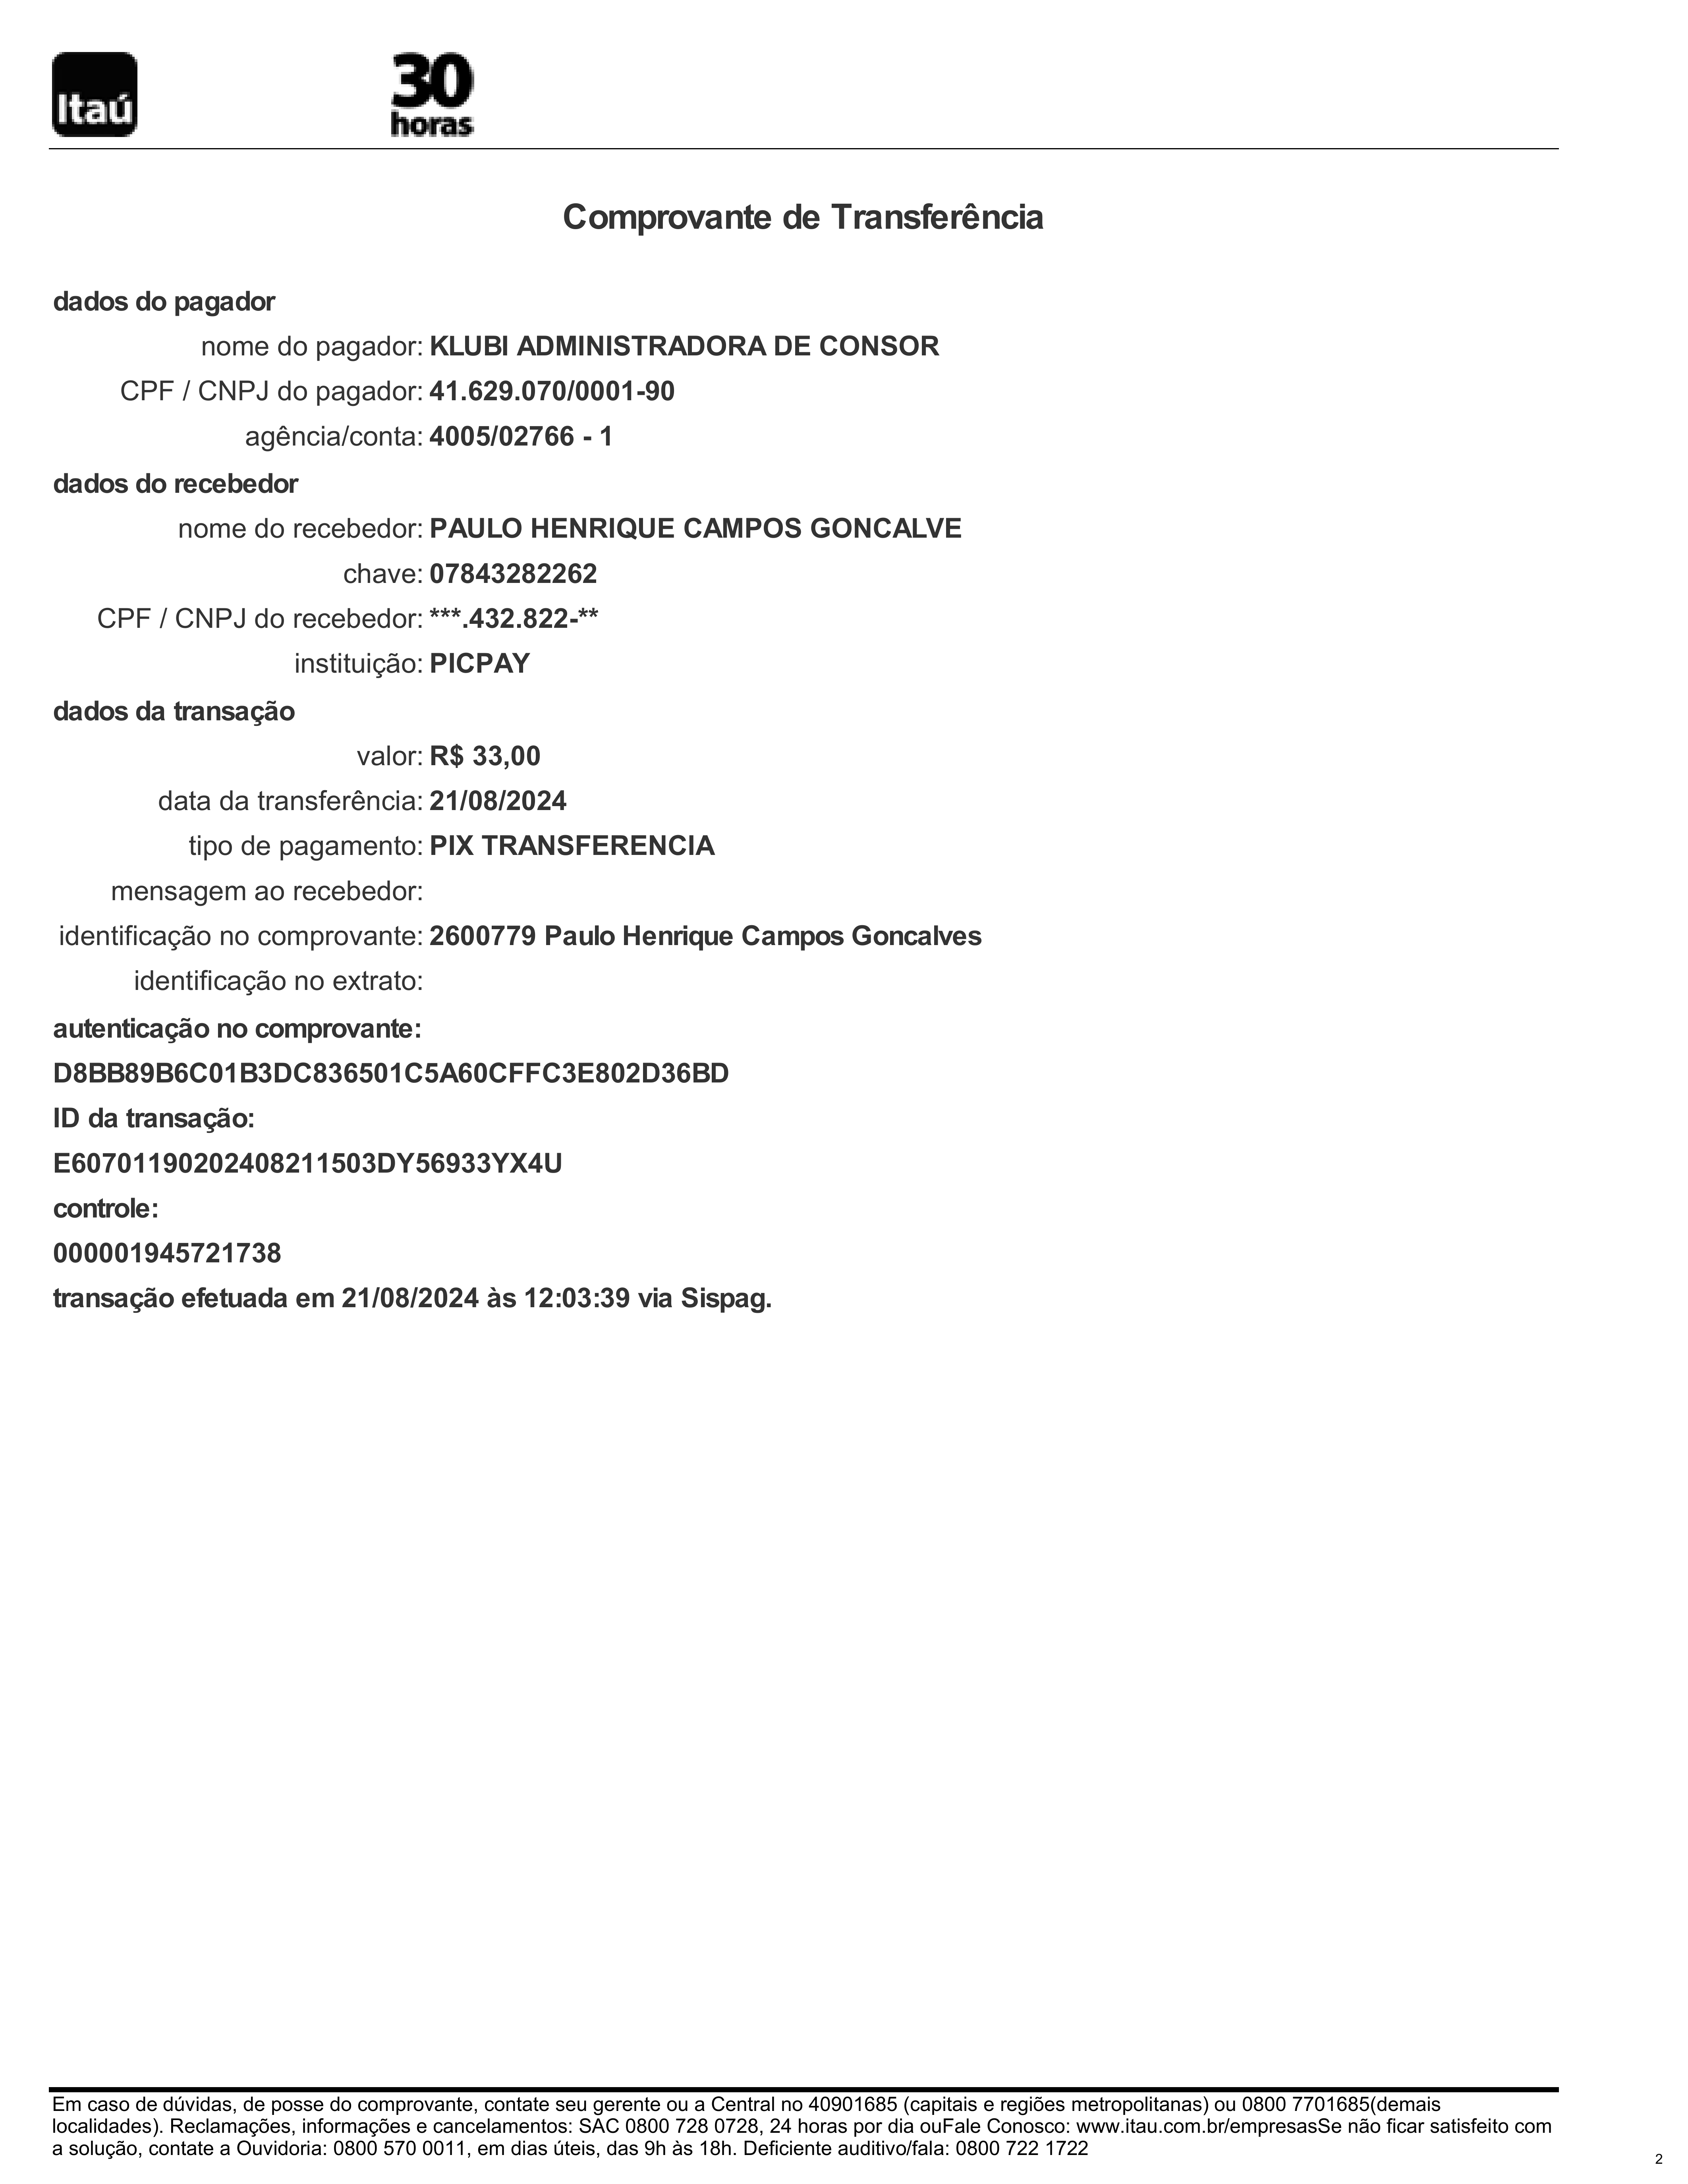 Itaú
30
horas
Comprovante de Transferência
dados do pagador
nome do pagador: KLUBI ADMINISTRADORA DE CONSOR
CPF / CNPJ do pagador: 41.629.070/0001-90
agência/conta: 4005/02766 - 1
dados do recebedor
nome do recebedor: PAULO HENRIQUE CAMPOS GONCALVE
chave: 07843282262
CPF / CNPJ do recebedor: ***.432.822-**
instituição: PICPAY
dados da transação
valor: R$ 33,00
data da transferência: 21/08/2024
tipo de pagamento: PIX TRANSFERENCIA
mensagem ao recebedor:
identificação no comprovante: 2600779 Paulo Henrique Campos Goncalves
identificação no extrato:
autenticação no comprovante:
D8BB89B6C01B3DC836501C5A60CFFC3E802D36BD
ID da transação:
E60701190202408211503DY56933YX4U
controle:
000001945721738
transação efetuada em 21/08/2024 às 12:03:39 via Sispag.
Em caso de dúvidas, de posse do comprovante, contate seu gerente ou a Central no 40901685 (capitais e regiões metropolitanas) ou 0800 7701685(demais
localidades). Reclamações, informações e cancelamentos: SAC 0800 728 0728, 24 horas por dia ouFale Conosco: www.itau.com.br/empresasSe não ficar satisfeito com
a solução, contate a Ouvidoria: 0800 570 0011, em dias úteis, das 9h às 18h. Deficiente auditivo/fala: 0800 722 1722
2